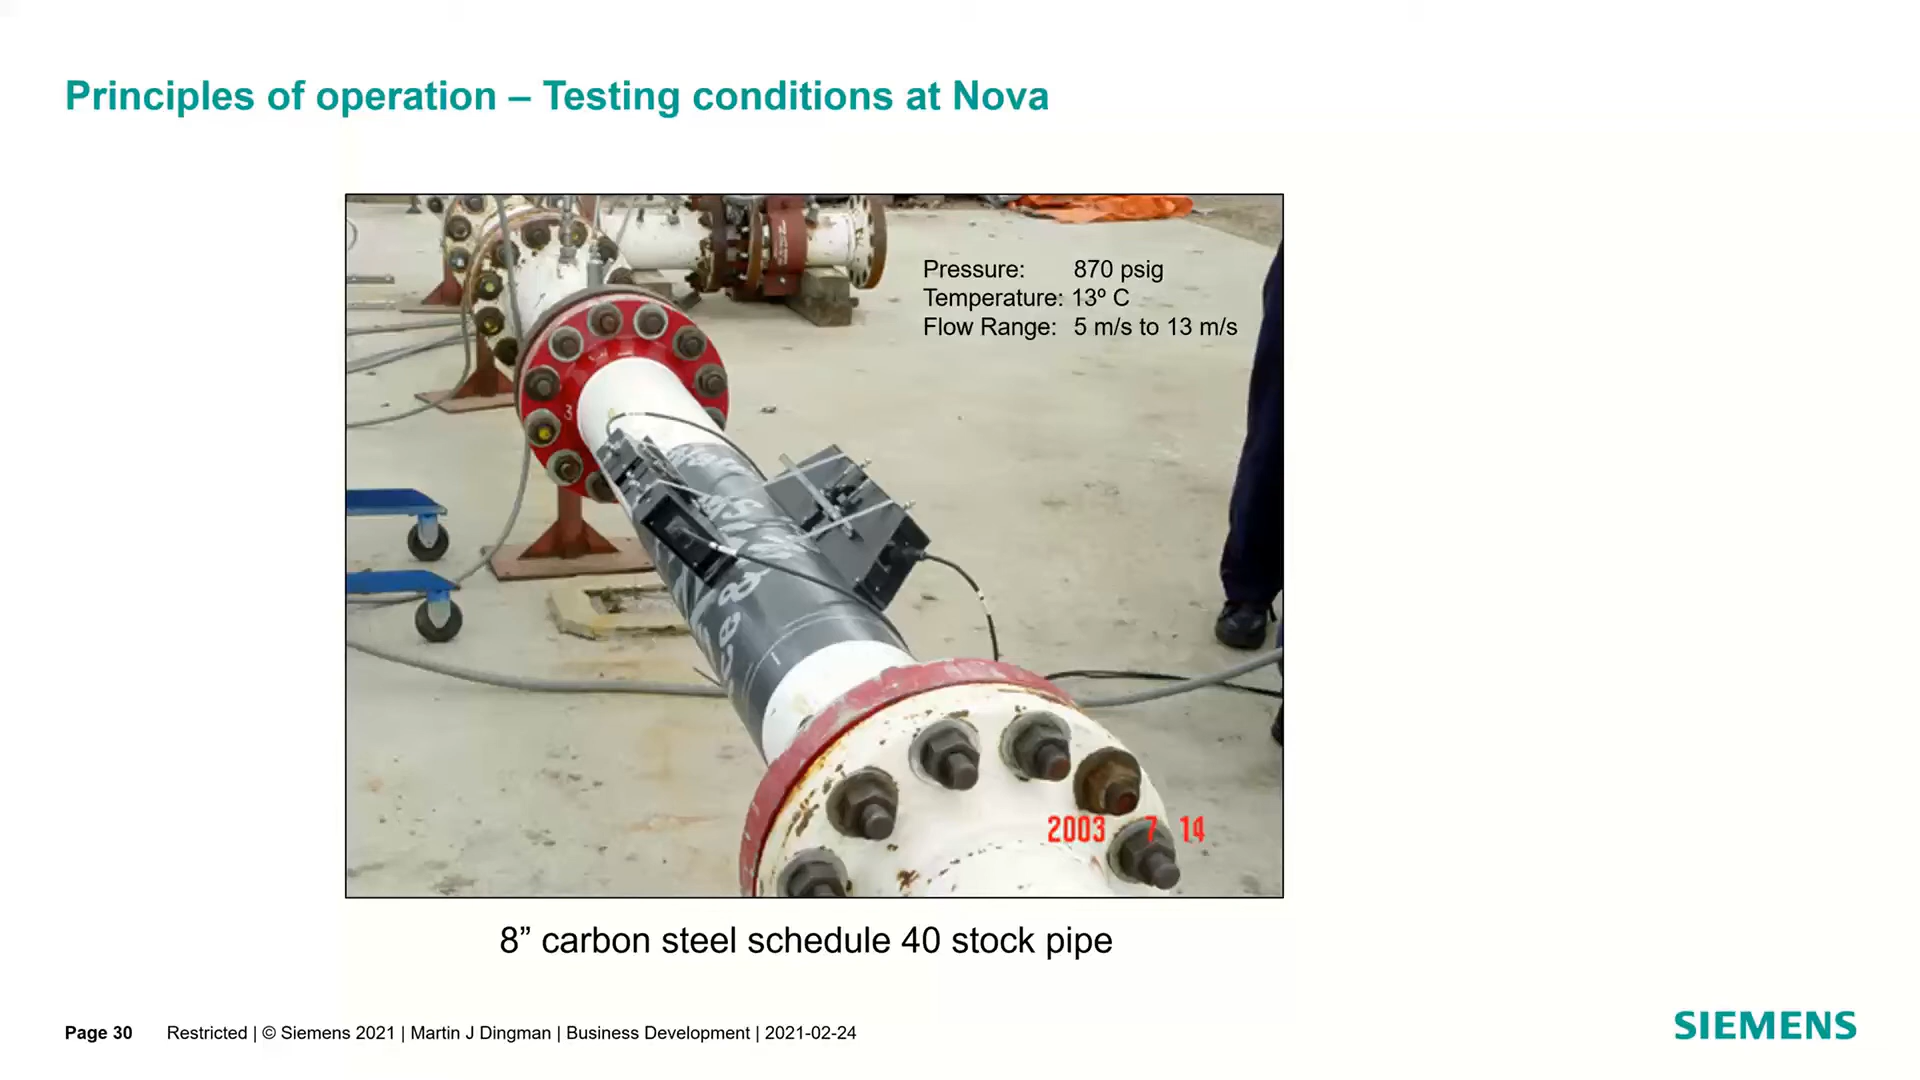 Principles of operation – Testing conditions at Nova
Pressure: 870 psig
Temperature: 13º C
Flow Range: 5 m/s to 13 m/s
3
2003 7 14
8” carbon steel schedule 40 stock pipe
Page 30 Restricted | © Siemens 2021 | Martin J Dingman | Business Development | 2021-02-24
SIEMENS